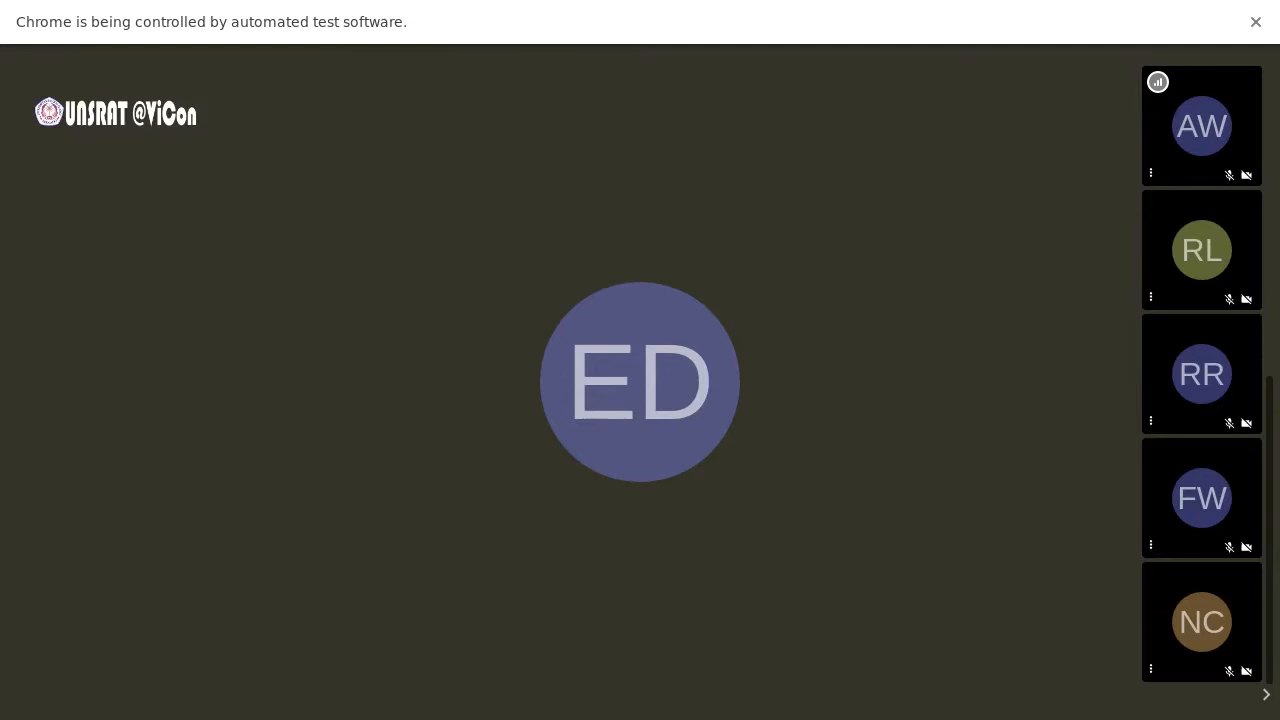 Chrome is being controlled by automated test software.
UNSRAT @ViCon
AW
RL
ED
RR
FW
NC